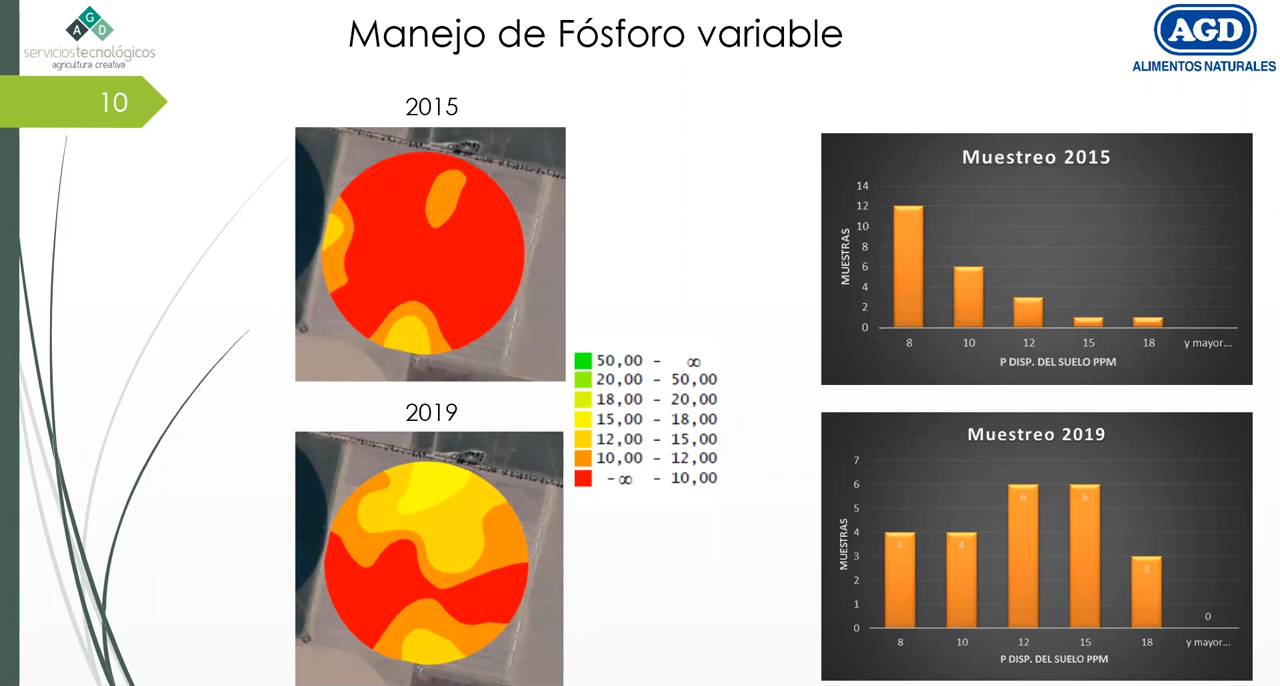 AGD
serviciostecnológicos
agricultura creativa
Manejo de Fósforo variable
AGD
ALIMENTOS NATURALES
10
2015
2019
50,00 - ∞
20,00 - 50,00
18,00 - 20,00
15,00 - 18,00
12,00 - 15,00
10,00 - 12,00
-∞ - 10,00
Muestreo 2015
MUESTRAS
14
12
10
8
6
4
2
0
8 10 12 15 18 y mayor...
P DISP. DEL SUELO PPM
Muestreo 2019
MUESTRAS
7
6
5
4
3
2
1
0
4 4 6 6 3 0
8 10 12 15 18 y mayor...
P DISP. DEL SUELO PPM